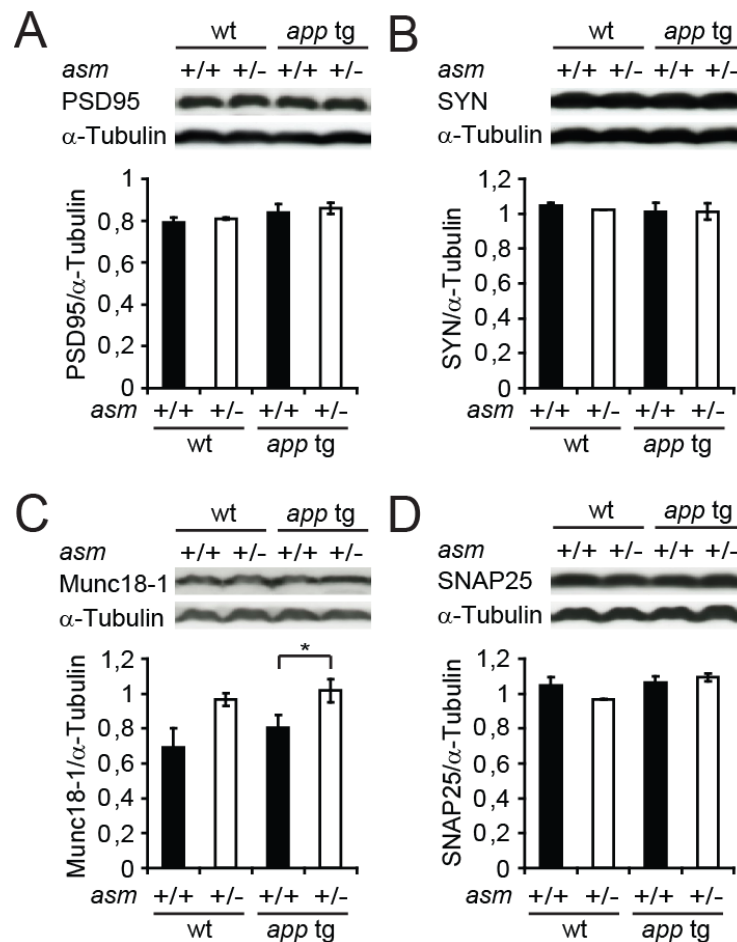 A
wt app tg
asm +/+ +/- +/+ +/-
PSD95
α-Tubulin
PSD95/α-Tubulin
1
0,8
0,6
0,4
0,2
0
asm +/+ +/- +/+ +/-
wt app tg
B
wt app tg
asm +/+ +/- +/+ +/-
SYN
α-Tubulin
SYN/α-Tubulin
1,2
1
0,8
0,6
0,4
0,2
0
asm +/+ +/- +/+ +/-
wt app tg
C
wt app tg
asm +/+ +/- +/+ +/-
Munc18-1
α-Tubulin
Munc18-1/α-Tubulin
1,2
1
0,8
0,6
0,4
0,2
0
*
asm +/+ +/- +/+ +/-
wt app tg
D
wt app tg
asm +/+ +/- +/+ +/-
SNAP25
α-Tubulin
SNAP25/α-Tubulin
1,2
1
0,8
0,6
0,4
0,2
0
asm +/+ +/- +/+ +/-
wt app tg